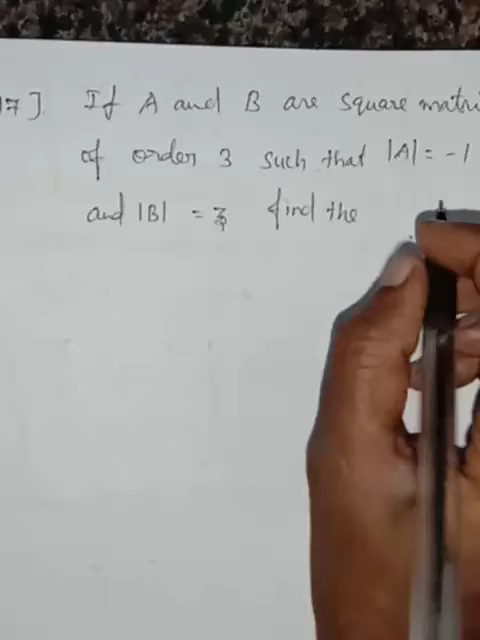 17]. If A and B are square matri
of order 3 such that |A| = -1
and |B| = 3 find the